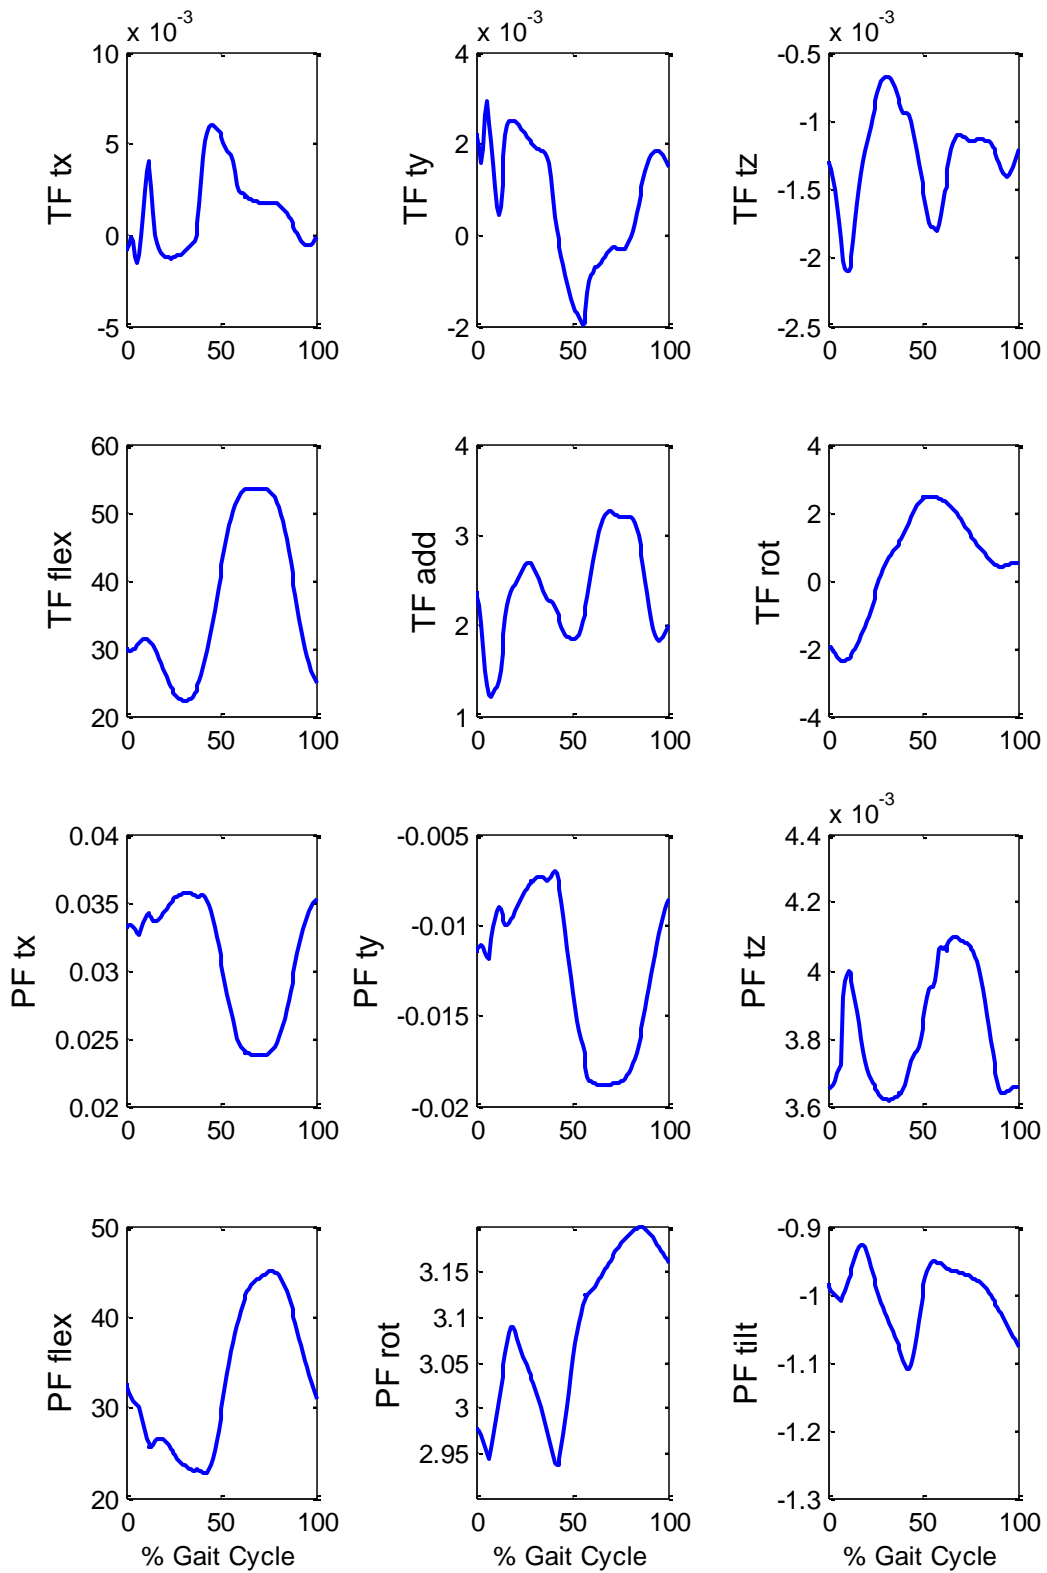 x 10^-3
10
5
0
-5
TF tx
0 50 100
x 10^-3
4
2
0
-2
TF ty
0 50 100
x 10^-3
-0.5
-1
-1.5
-2
-2.5
TF tz
0 50 100
60
50
40
30
20
TF flex
0 50 100
4
3
2
1
TF add
0 50 100
4
2
0
-2
-4
TF rot
0 50 100
0.04
0.035
0.03
0.025
0.02
PF tx
0 50 100
-0.005
-0.01
-0.015
-0.02
PF ty
0 50 100
x 10^-3
4.4
4.2
4
3.8
3.6
PF tz
0 50 100
50
40
30
20
PF flex
0 50 100
% Gait Cycle
3.15
3.1
3.05
3
2.95
PF rot
0 50 100
% Gait Cycle
-0.9
-1
-1.1
-1.2
-1.3
PF tilt
0 50 100
% Gait Cycle